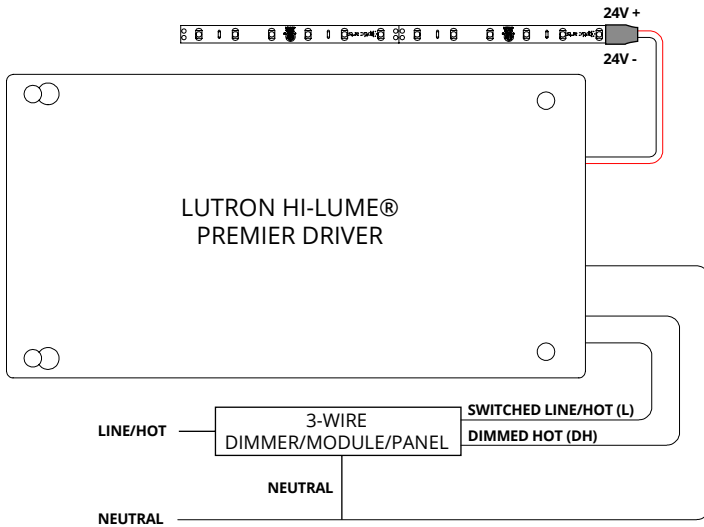 24V +
24V -
LUTRON HI-LUME®
PREMIER DRIVER
SWITCHED LINE/HOT (L)
3-WIRE
DIMMER/MODULE/PANEL
LINE/HOT
DIMMED HOT (DH)
NEUTRAL
NEUTRAL